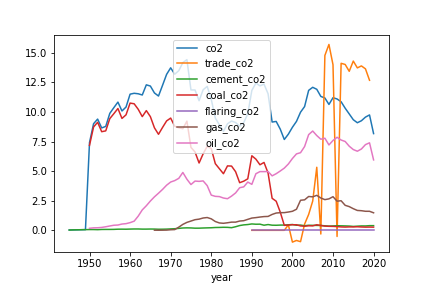 co2
trade_co2
cement_co2
coal_co2
flaring_co2
gas_co2
oil_co2
15.0
12.5
10.0
7.5
5.0
2.5
0.0
1950 1960 1970 1980 1990 2000 2010 2020
year